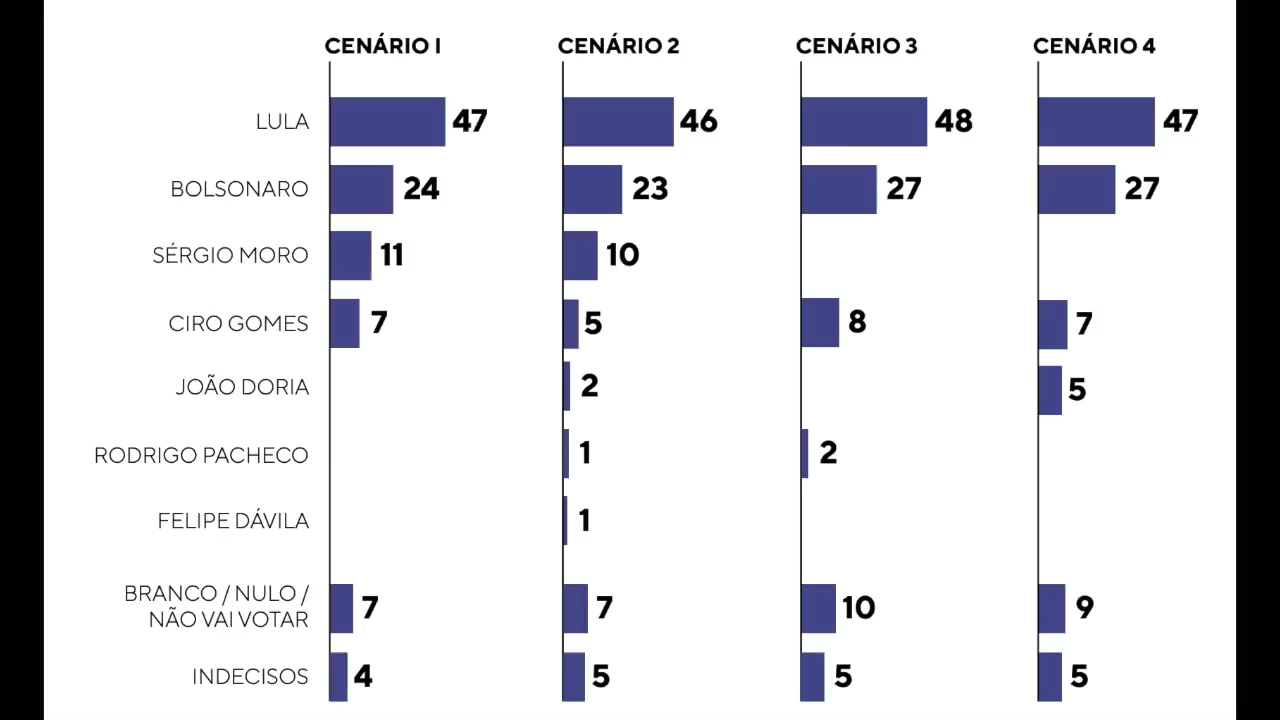 CENÁRIO I CENÁRIO 2 CENÁRIO 3 CENÁRIO 4
LULA 47 46 48 47
BOLSONARO 24 23 27 27
SÉRGIO MORO 11 10
CIRO GOMES 7 5 8 7
JOÃO DORIA 2 5
RODRIGO PACHECO 1 2
FELIPE DÁVILA 1
BRANCO / NULO /
NÃO VAI VOTAR 7 7 10 9
INDECISOS 4 5 5 5